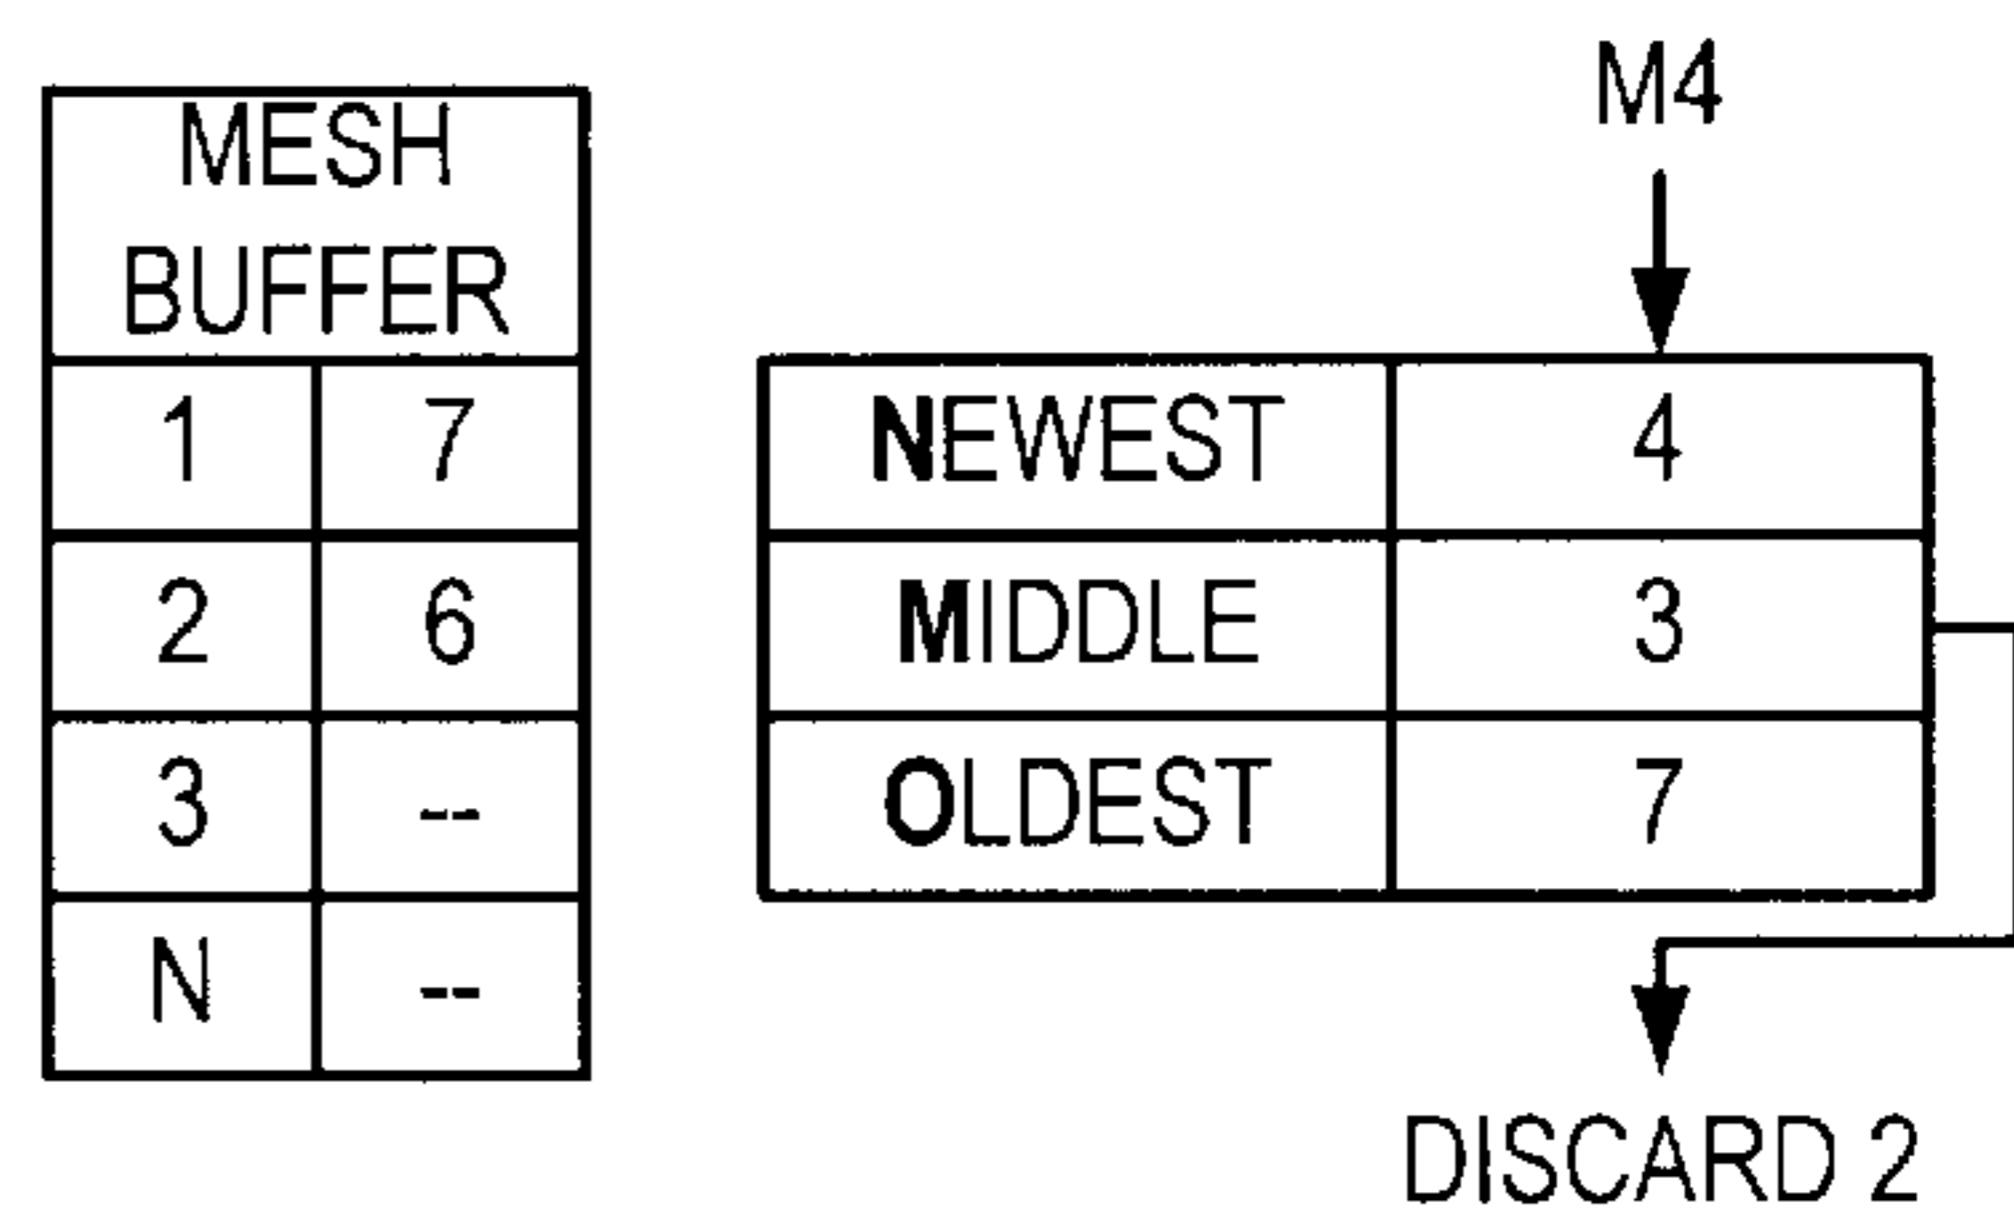 MESH
BUFFER
1 7
2 6
3 --
N --
M4
NEWEST 4
MIDDLE 3
OLDEST 7
DISCARD 2